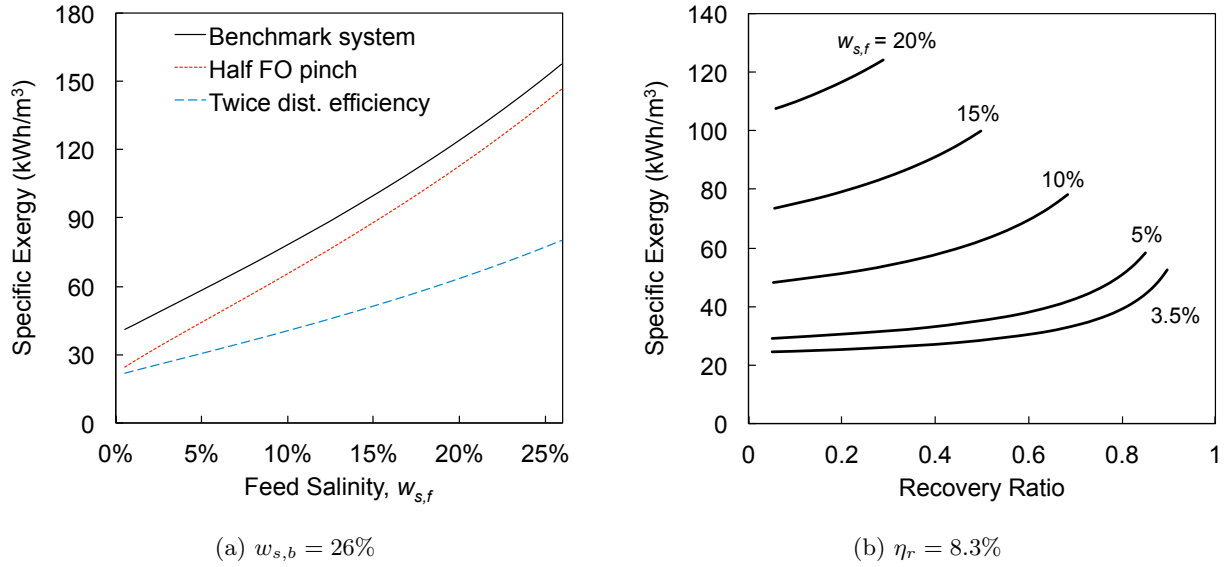 180
150
120
90
60
30
0
Specific Exergy (kWh/m³)
Benchmark system
Half FO pinch
Twice dist. efficiency
0% 5% 10% 15% 20% 25%
Feed Salinity, w_{s,f}
(a) w_{s,b} = 26%
140
120
100
80
60
40
20
0
Specific Exergy (kWh/m³)
w_{s,f} = 20%
15%
10%
5%
3.5%
0 0.2 0.4 0.6 0.8 1
Recovery Ratio
(b) η_r = 8.3%